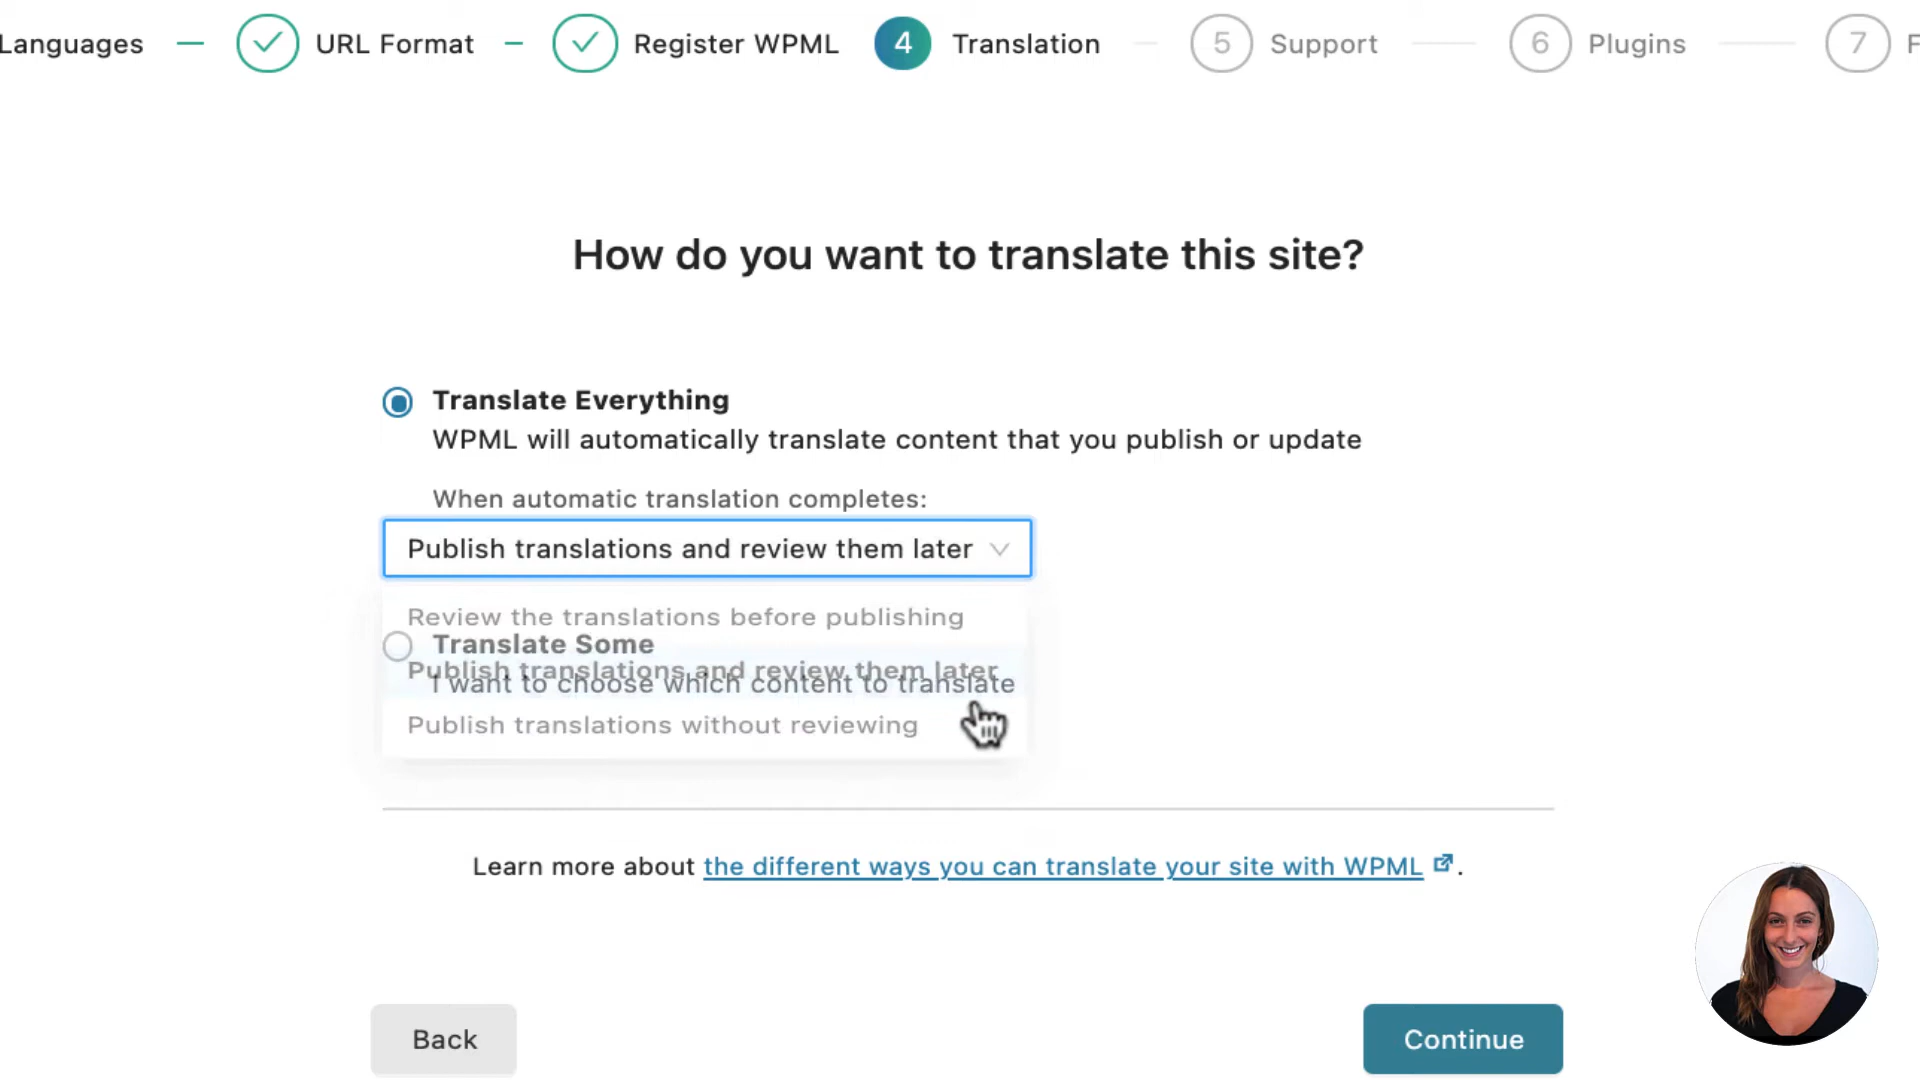 Languages URL Format Register WPML 4 Translation 5 Support 6 Plugins 7 F
How do you want to translate this site?
Translate Everything
WPML will automatically translate content that you publish or update
When automatic translation completes:
Publish translations and review them later
Review the translations before publishing
Translate Some
Publish translations and review them later
I want to choose which content to translate
Publish translations without reviewing
Learn more about the different ways you can translate your site with WPML.
Back
Continue